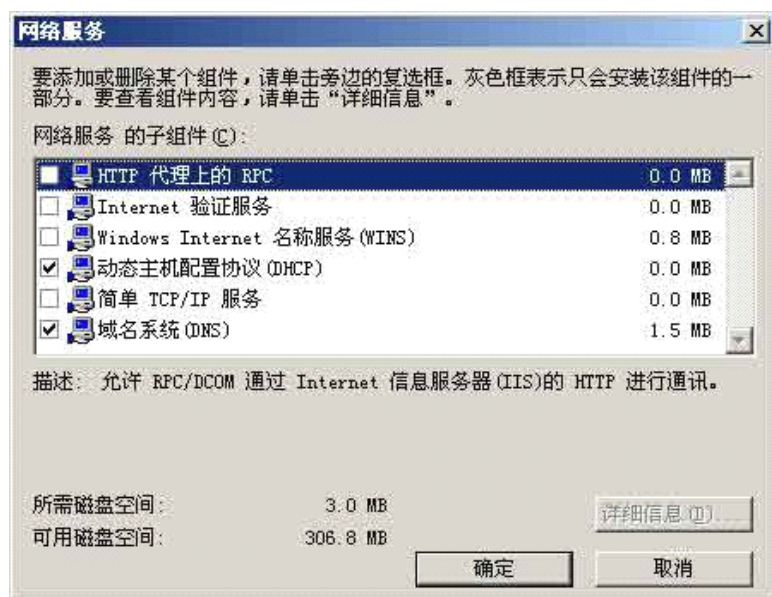 网络服务
要添加或删除某个组件，请单击旁边的复选框。灰色框表示只会安装该组件的一
部分。要查看组件内容，请单击“详细信息”。
网络服务 的子组件(C):
HTTP 代理上的 RPC 0.0 MB
Internet 验证服务 0.0 MB
Windows Internet 名称服务(WINS) 0.8 MB
动态主机配置协议(DHCP) 0.0 MB
简单 TCP/IP 服务 0.0 MB
域名系统(DNS) 1.5 MB
描述: 允许 RPC/DCOM 通过 Internet 信息服务器(IIS)的 HTTP 进行通讯。
所需磁盘空间: 3.0 MB
详细信息(D)...
可用磁盘空间: 306.8 MB
确定 取消